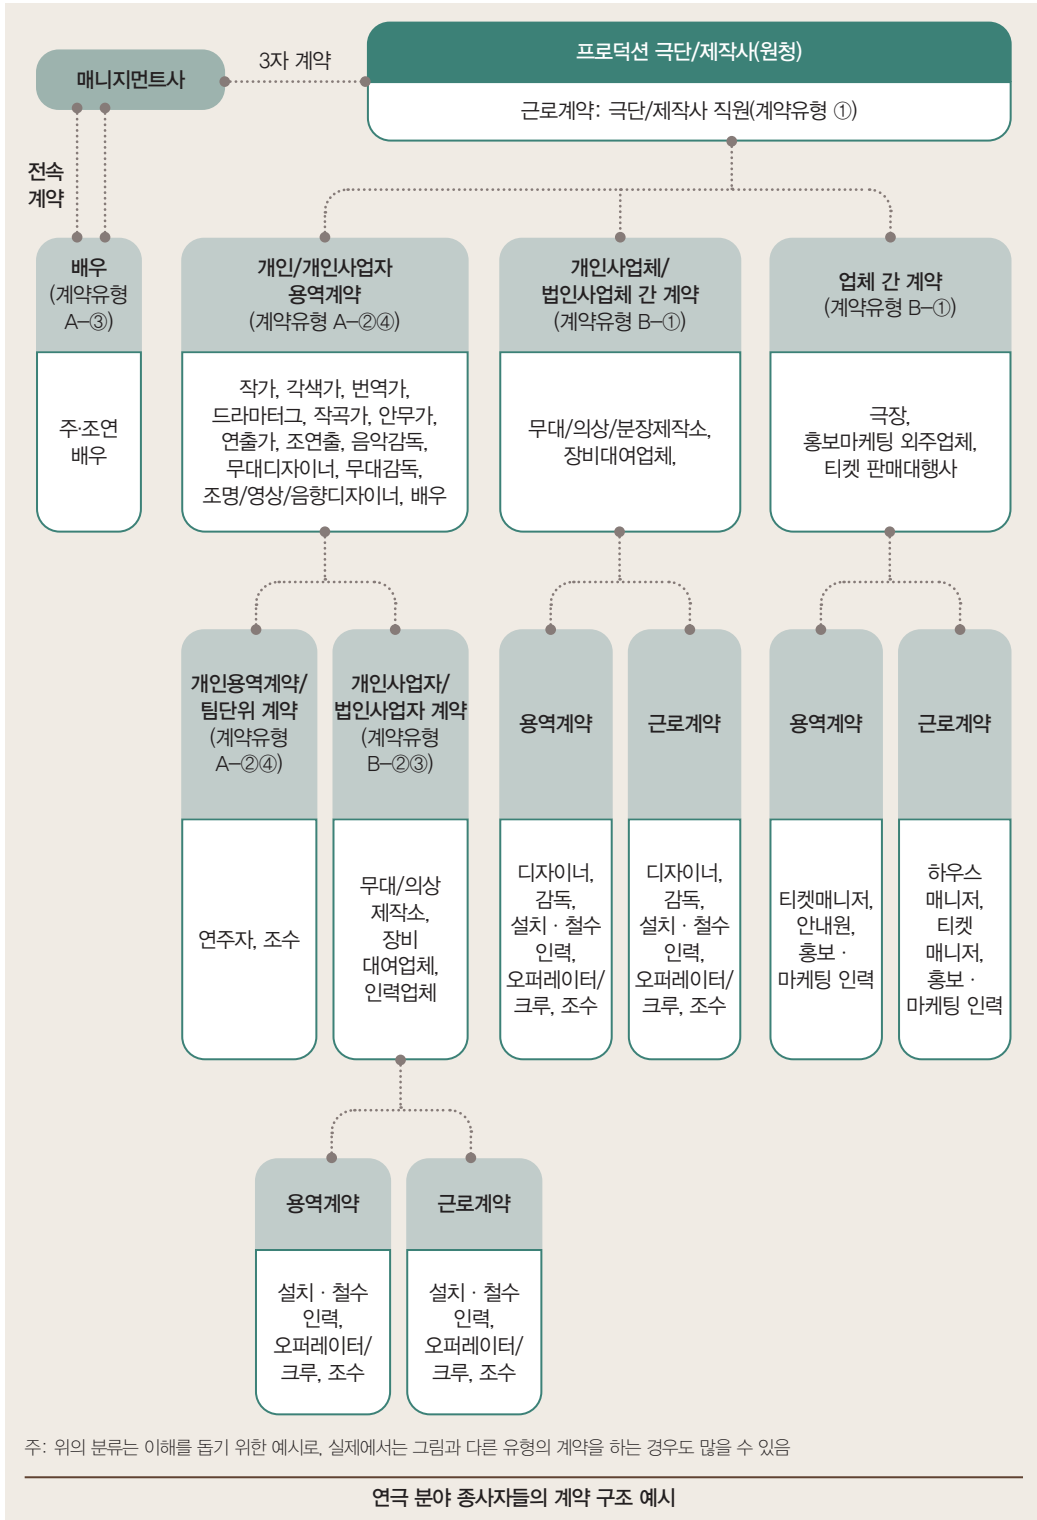 프로덕션 극단/제작사(원청)
3자 계약
매니지먼트사
근로계약: 극단/제작사 직원(계약유형 ①)
전속
계약
배우
(계약유형
A-③)
주·조연
배우
개인/개인사업자
용역계약
(계약유형 A-②④)
작가, 각색가, 번역가,
드라마터그, 작곡가, 안무가,
연출가, 조연출, 음악감독,
무대디자이너, 무대감독,
조명/영상/음향디자이너, 배우
개인사업체/
법인사업체 간 계약
(계약유형 B-①)
무대/의상/분장제작소,
장비대여업체,
업체 간 계약
(계약유형 B-①)
극장,
홍보마케팅 외주업체,
티켓 판매대행사
개인용역계약/
팀단위 계약
(계약유형
A-②④)
연주자, 조수
개인사업자/
법인사업자 계약
(계약유형
B-②③)
무대/의상
제작소,
장비
대여업체,
인력업체
용역계약
디자이너,
감독,
설치 · 철수
인력,
오퍼레이터/
크루, 조수
근로계약
디자이너,
감독,
설치 · 철수
인력,
오퍼레이터/
크루, 조수
용역계약
티켓매니저,
안내원,
홍보 ·
마케팅 인력
근로계약
하우스
매니저,
티켓
매니저,
홍보 ·
마케팅 인력
용역계약
설치 · 철수
인력,
오퍼레이터/
크루, 조수
근로계약
설치 · 철수
인력,
오퍼레이터/
크루, 조수
주: 위의 분류는 이해를 돕기 위한 예시로, 실제에서는 그림과 다른 유형의 계약을 하는 경우도 많을 수 있음
연극 분야 종사자들의 계약 구조 예시